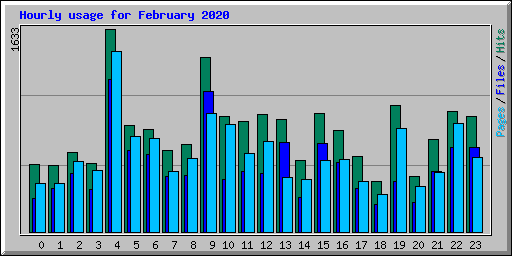 Hourly usage for February 2020
1633
Pages / Files / Hits
0 1 2 3 4 5 6 7 8 9 10 11 12 13 14 15 16 17 18 19 20 21 22 23